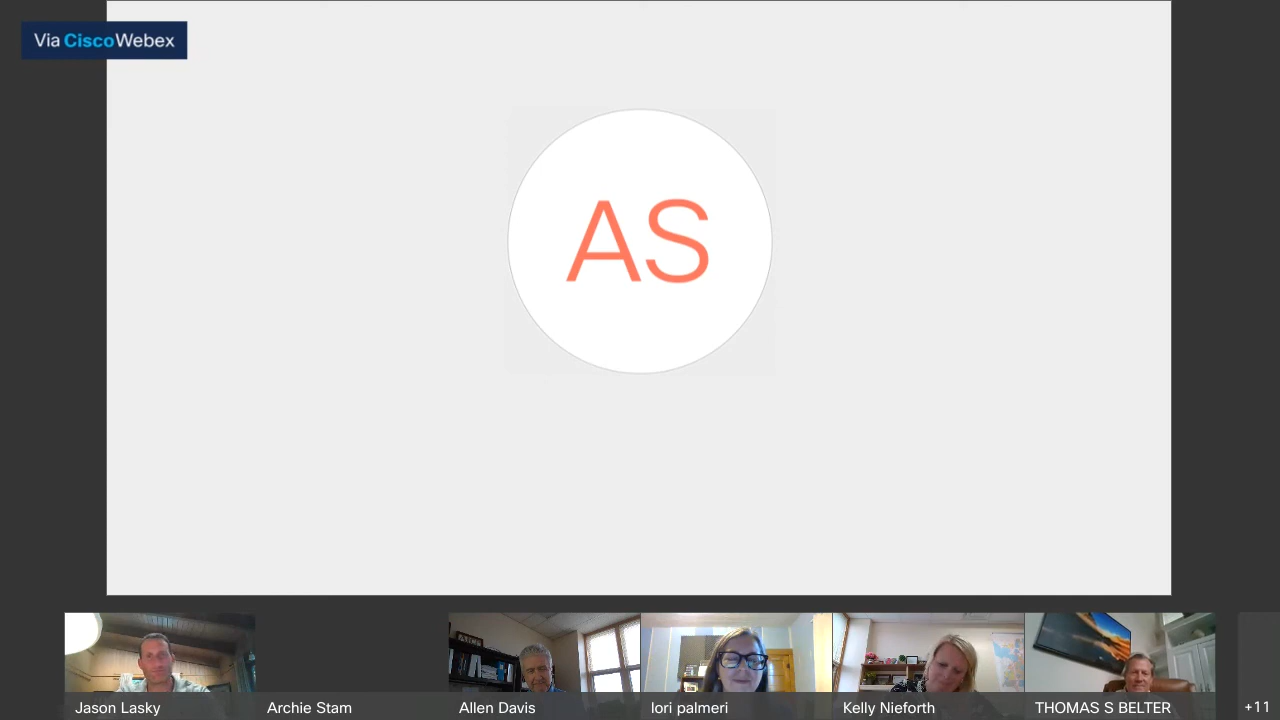 Via CiscoWebex
AS
Jason Lasky
Archie Stam
Allen Davis
lori palmeri
Kelly Nieforth
THOMAS S BELTER
+11